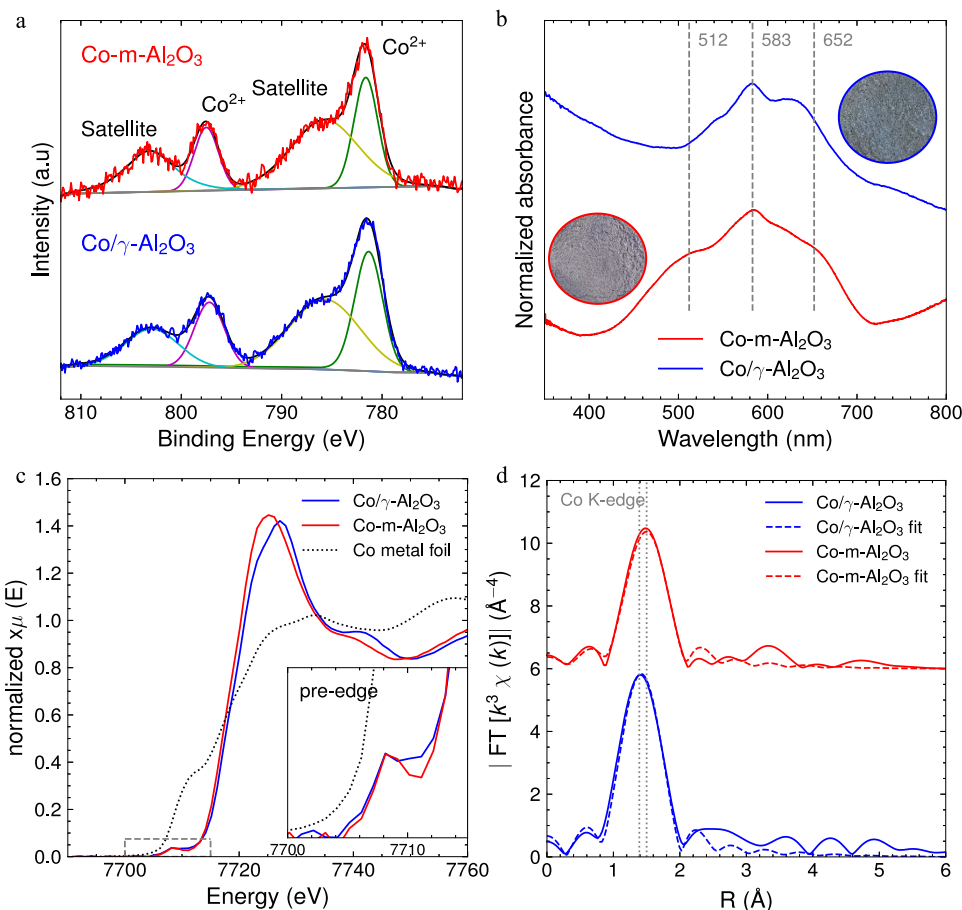 a
Co-m-Al₂O₃
Co²⁺
Satellite
Co²⁺
Satellite
Co/γ-Al₂O₃
Intensity (a.u)
810 800 790 780
Binding Energy (eV)
b
512 583 652
Normalized absorbance
Co-m-Al₂O₃
Co/γ-Al₂O₃
400 500 600 700 800
Wavelength (nm)
c
1.6
1.4
1.2
1.0
0.8
0.6
0.4
0.2
0.0
normalized xμ (E)
Co/γ-Al₂O₃
Co-m-Al₂O₃
Co metal foil
pre-edge
7700 7710
7700 7720 7740 7760
Energy (eV)
d
12
10
8
6
4
2
0
| FT [k³ χ (k)]| (Å⁻⁴)
Co K-edge
Co/γ-Al₂O₃
Co/γ-Al₂O₃ fit
Co-m-Al₂O₃
Co-m-Al₂O₃ fit
0 1 2 3 4 5 6
R (Å)